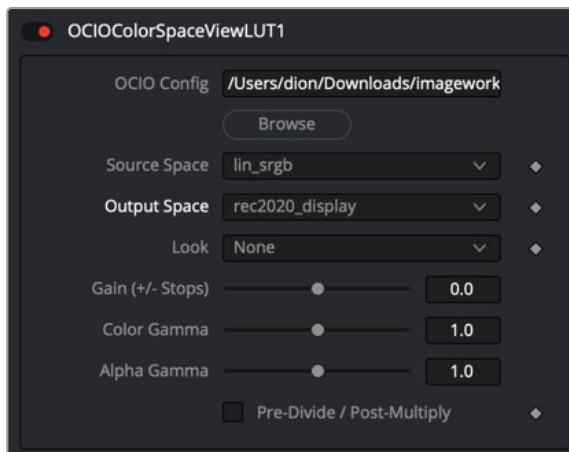 OCIOColorSpaceViewLUT1
OCIO Config /Users/dion/Downloads/imagework
Browse
Source Space lin_srgb
Output Space rec2020_display
Look None
Gain (+/- Stops) 0.0
Color Gamma 1.0
Alpha Gamma 1.0
Pre-Divide / Post-Multiply